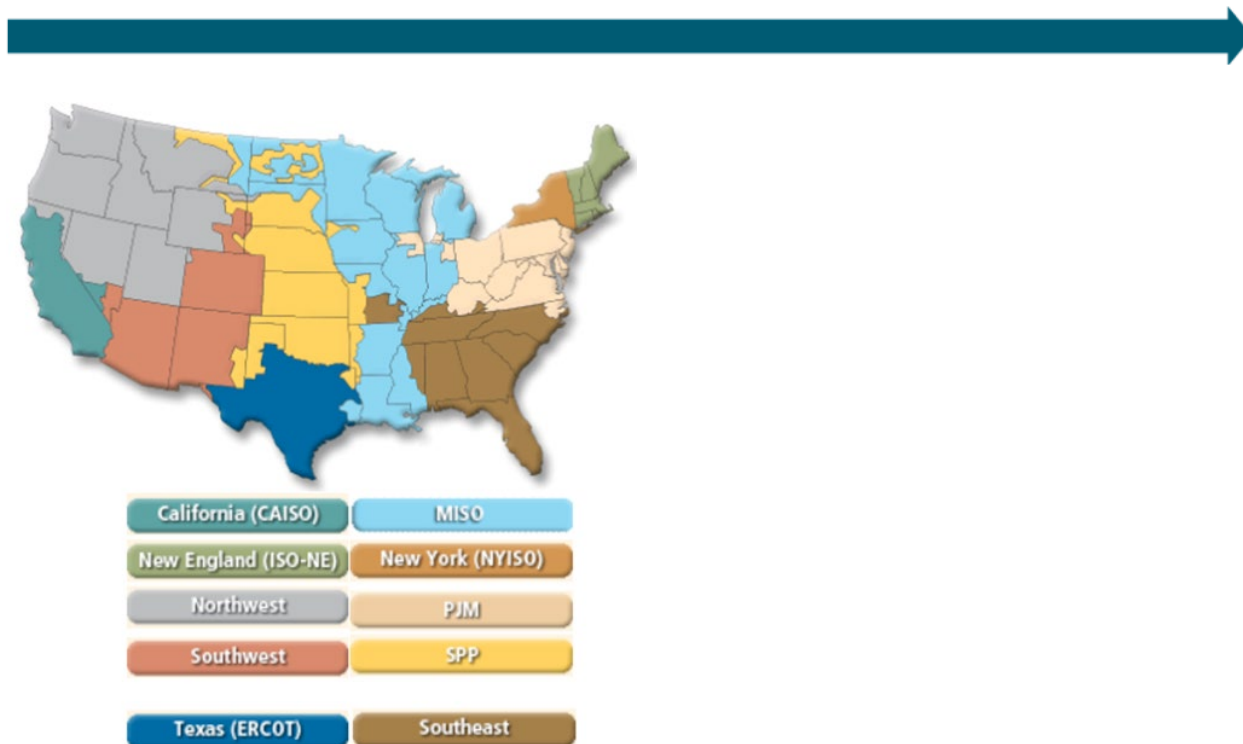 California (CAISO) MISO
New England (ISO-NE) New York (NYISO)
Northwest PJM
Southwest SPP
Texas (ERCOT) Southeast